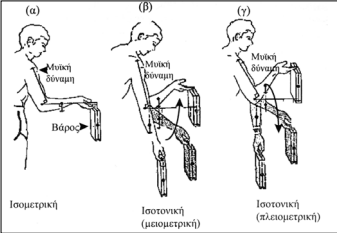 (α)
(β)
(γ)
Μυϊκή
δύναμη
Μυϊκή
δύναμη
Μυϊκή
δύναμη
Βάρος
Ισομετρική
Ισοτονική
(μειομετρική)
Ισοτονική
(πλειομετρική)